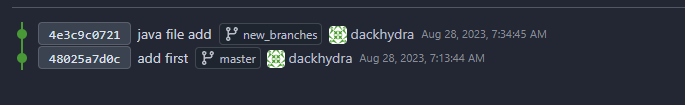 4e3c9c0721 java file add new_branches dackhydra Aug 28, 2023, 7:34:45 AM
48025a7d0c add first master dackhydra Aug 28, 2023, 7:13:44 AM